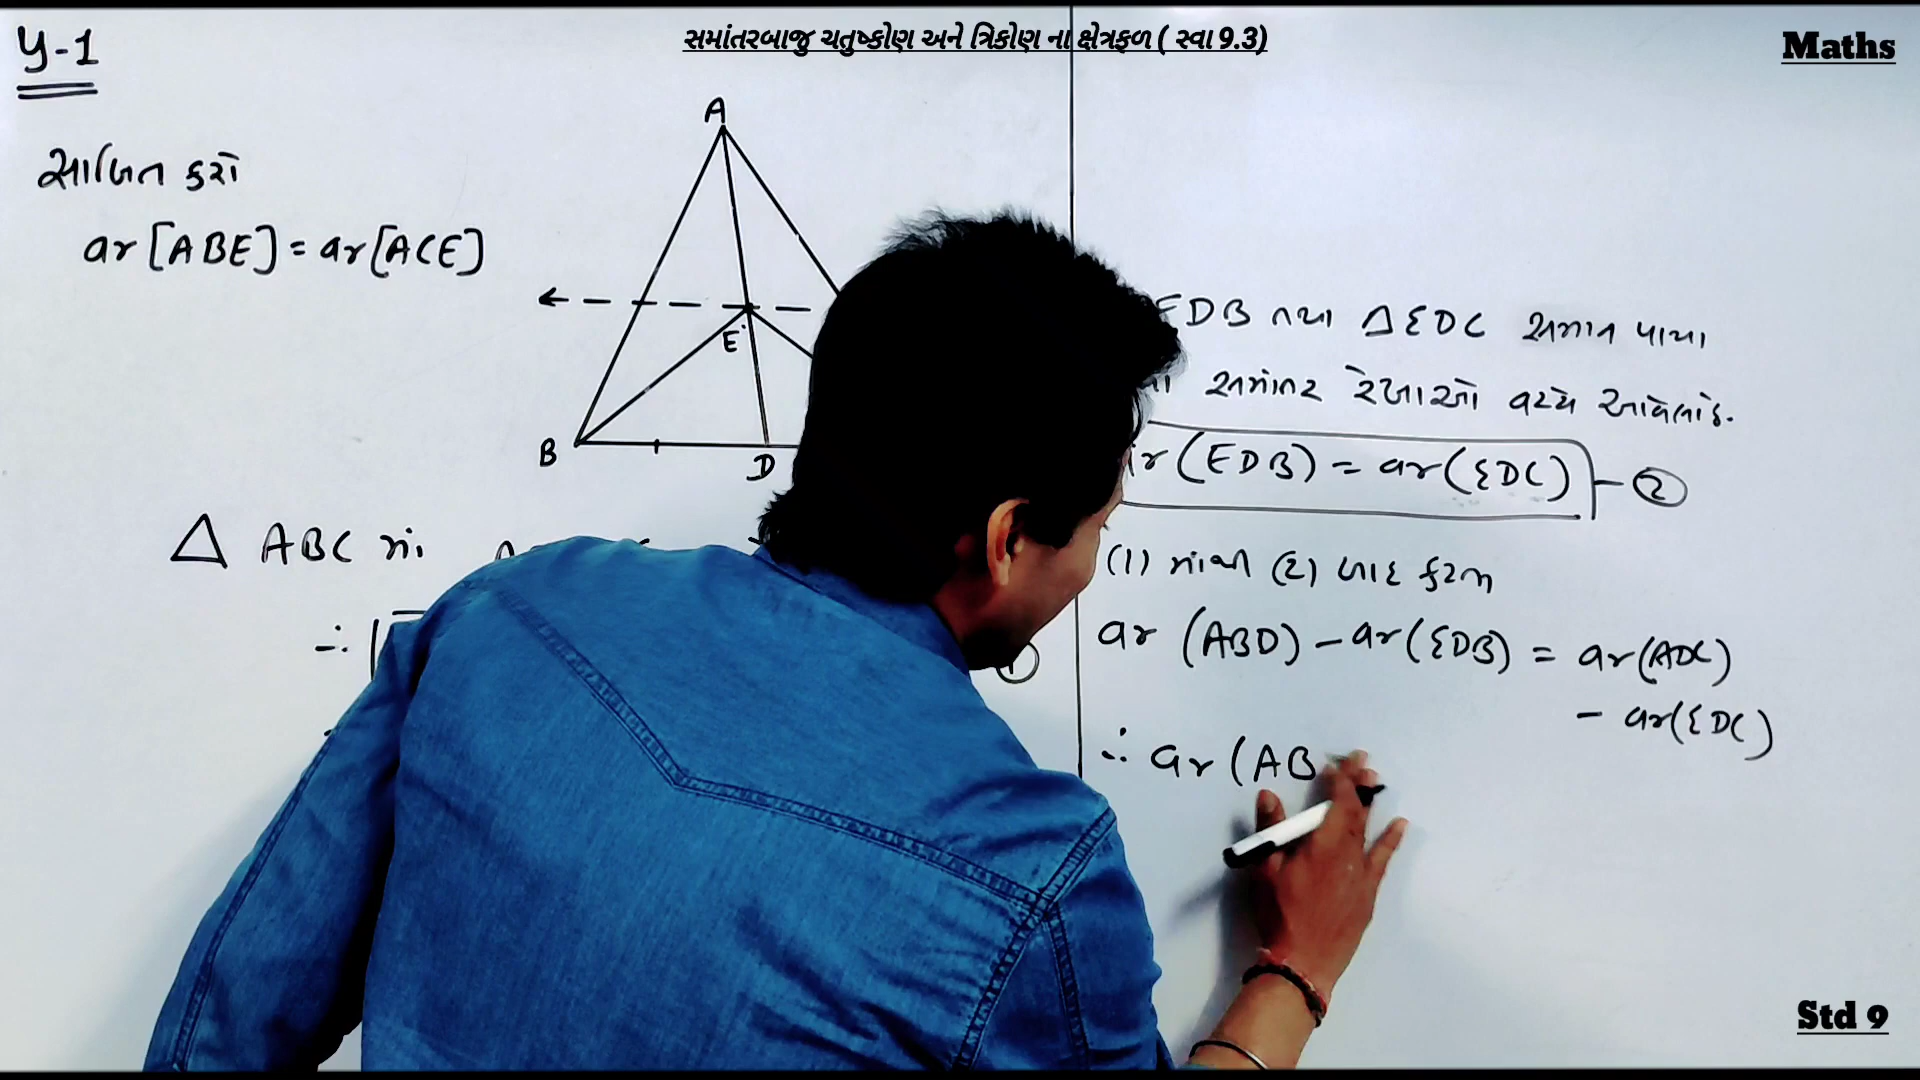 સમાંતરબાજુ ચતુષ્કોણ અને ત્રિકોણ ના ક્ષેત્રફળ ( સ્વા 9.3)
Maths
પ્ર-1
સાબિત કરો
ar [ABE] = ar [ACE]
A
E
B
D
Δ ABC માં
∴
1
EDB તથા Δ EDC સમાન પાયા
સમાંતર રેખાઓ વચ્ચે આવેલાં છે.
ar (EDB) = ar (EDC) - 2
(1) માંથી (2) બાદ કરતા
ar (ABD) - ar (EDB) = ar (ADC)
- ar (EDC)
∴ ar (AB
Std 9